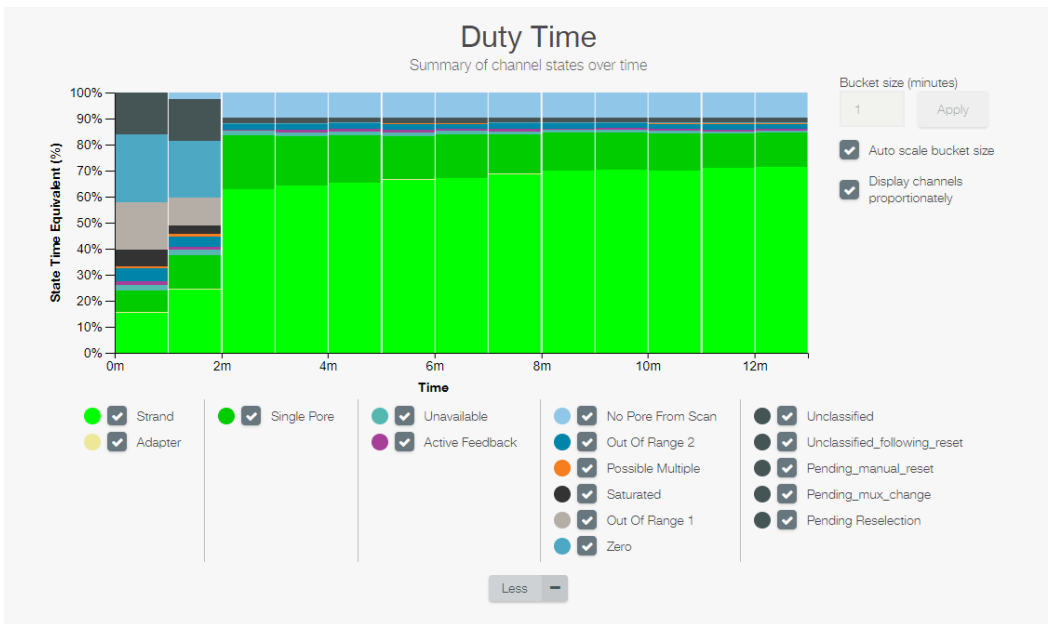 Duty Time
Summary of channel states over time
Bucket size (minutes)
1 Apply
Auto scale bucket size
Display channels
proportionately
State Time Equivalent (%)
100%
90%
80%
70%
60%
50%
40%
30%
20%
10%
0%
0m 2m 4m 6m 8m 10m 12m
Time
Strand
Adapter
Single Pore
Unavailable
Active Feedback
No Pore From Scan
Out Of Range 2
Possible Multiple
Saturated
Out Of Range 1
Zero
Unclassified
Unclassified_following_reset
Pending_manual_reset
Pending_mux_change
Pending Reselection
Less